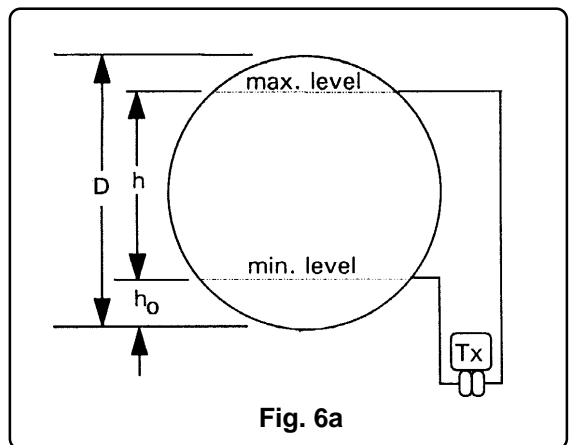 max. level
D
h
min. level
h₀
Tx
Fig. 6a